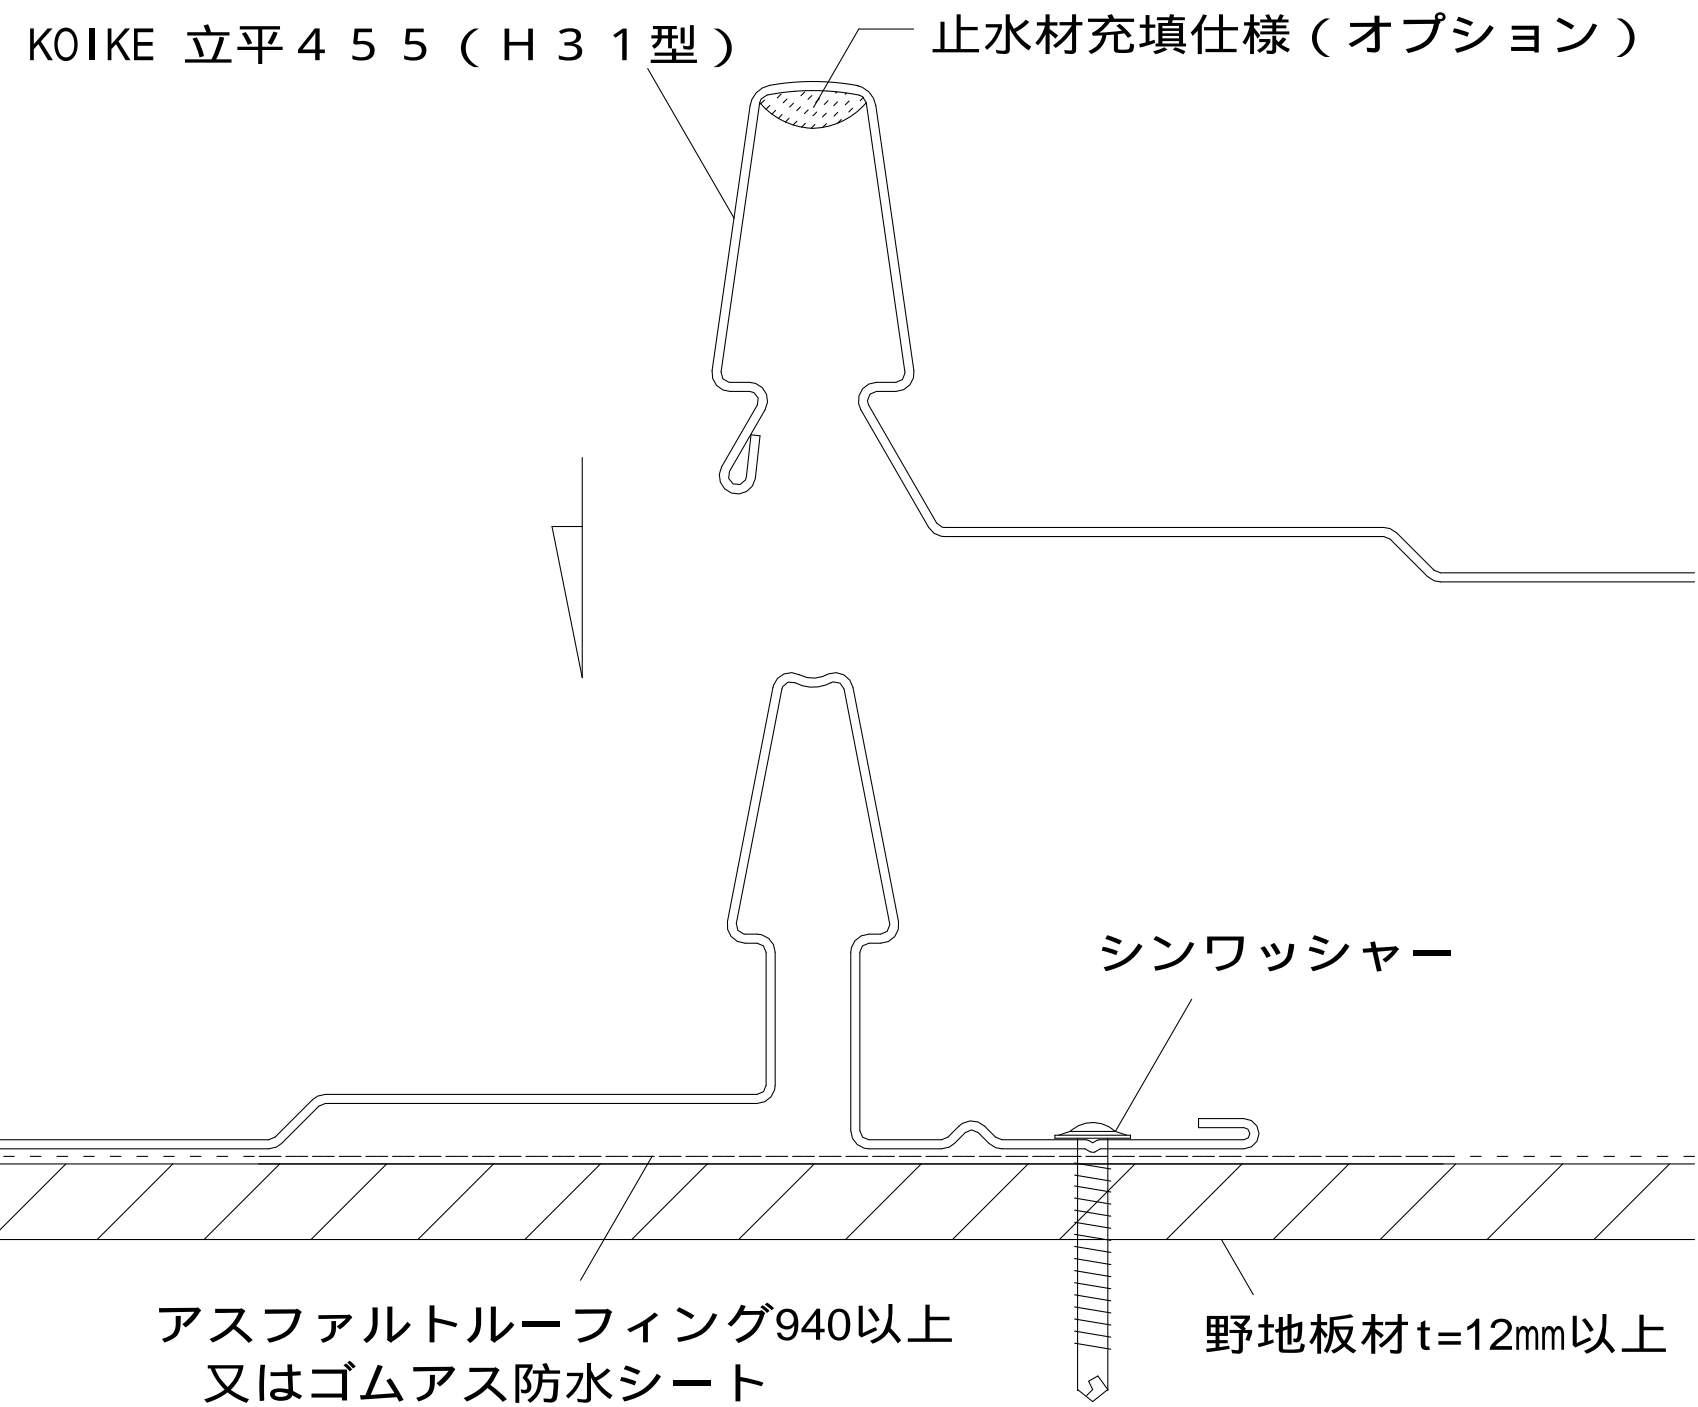 KOIKE 立平４５５（Ｈ３１型）
止水材充填仕様（オプション）
シンワッシャー
アスファルトルーフィング940以上
又はゴムアス防水シート
野地板材t=12mm以上